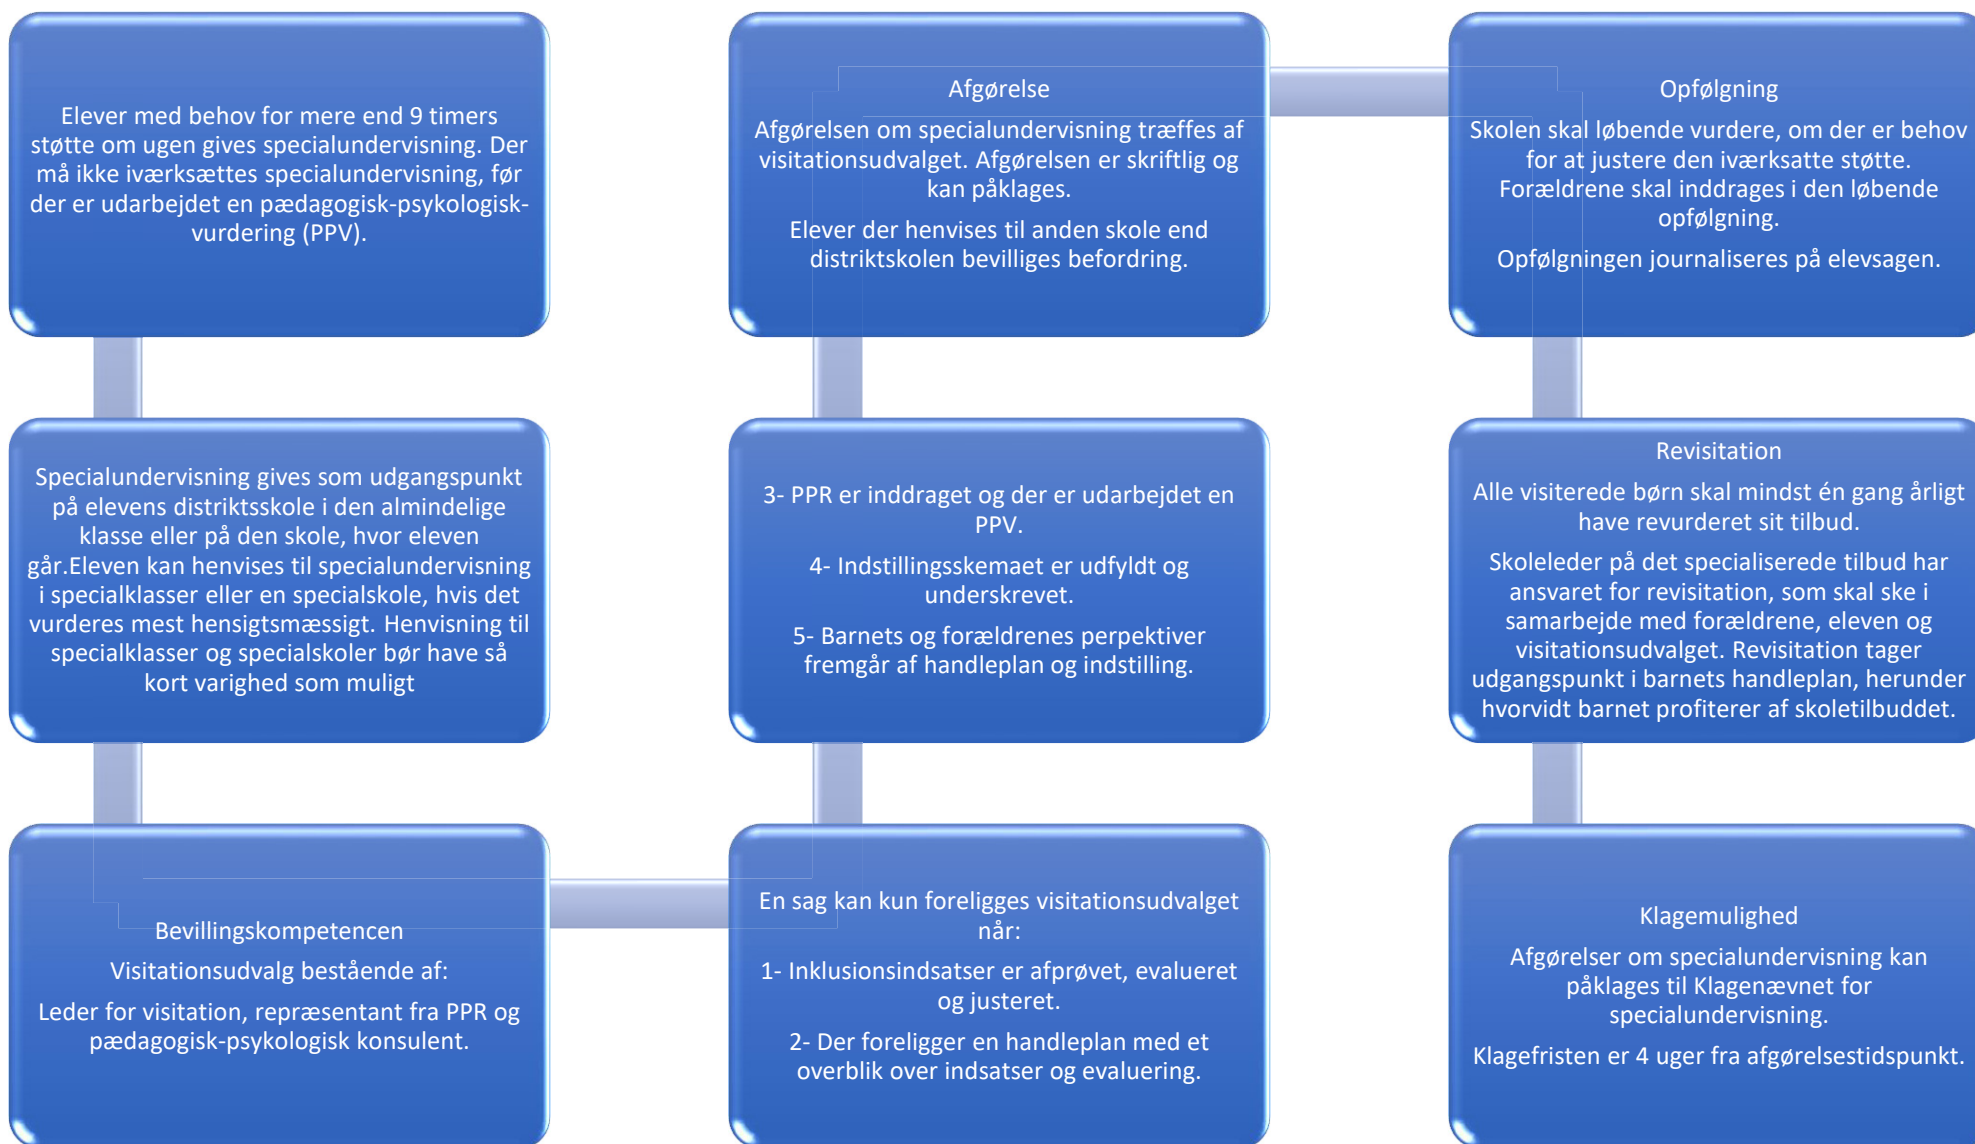 Elever med behov for mere end 9 timers
støtte om ugen gives specialundervisning. Der
må ikke iværksættes specialundervisning, før
der er udarbejdet en pædagogisk-psykologisk-
vurdering (PPV).
Specialundervisning gives som udgangspunkt
på elevens distriktsskole i den almindelige
klasse eller på den skole, hvor eleven
går.Eleven kan henvises til specialundervisning
i specialklasser eller en specialskole, hvis det
vurderes mest hensigtsmæssigt. Henvisning til
specialklasser og specialskoler bør have så
kort varighed som muligt
Bevillingskompetencen
Visitationsudvalg bestående af:
Leder for visitation, repræsentant fra PPR og
pædagogisk-psykologisk konsulent.
En sag kan kun foreligges visitationsudvalget
når:
1- Inklusionsindsatser er afprøvet, evalueret
og justeret.
2- Der foreligger en handleplan med et
overblik over indsatser og evaluering.
3- PPR er inddraget og der er udarbejdet en
PPV.
4- Indstillingsskemaet er udfyldt og
underskrevet.
5- Barnets og forældrenes perpektiver
fremgår af handleplan og indstilling.
Afgørelse
Afgørelsen om specialundervisning træffes af
visitationsudvalget. Afgørelsen er skriftlig og
kan påklages.
Elever der henvises til anden skole end
distriktskolen bevilliges befordring.
Opfølgning
Skolen skal løbende vurdere, om der er behov
for at justere den iværksatte støtte.
Forældrene skal inddrages i den løbende
opfølgning.
Opfølgningen journaliseres på elevsagen.
Revisitation
Alle visiterede børn skal mindst én gang årligt
have revurderet sit tilbud.
Skoleleder på det specialiserede tilbud har
ansvaret for revisitation, som skal ske i
samarbejde med forældrene, eleven og
visitationsudvalget. Revisitation tager
udgangspunkt i barnets handleplan, herunder
hvorvidt barnet profiterer af skoletilbuddet.
Klagemulighed
Afgørelser om specialundervisning kan
påklages til Klagenævnet for
specialundervisning.
Klagefristen er 4 uger fra afgørelsestidspunkt.